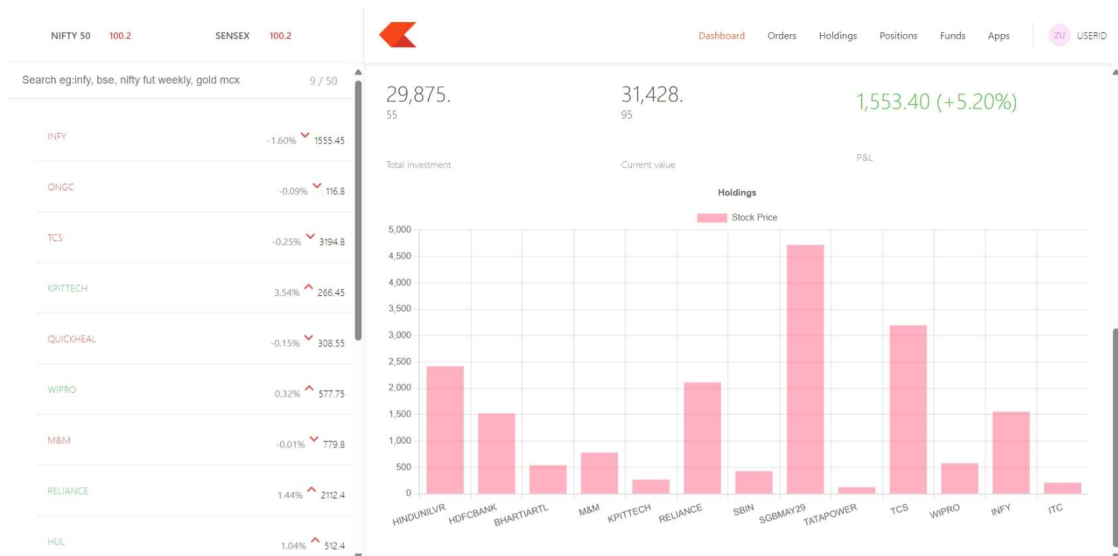 NIFTY 50 100.2 SENSEX 100.2
Dashboard Orders Holdings Positions Funds Apps ZU USERID
Search eg:infy, bse, nifty fut weekly, gold mcx 9 / 50
INFY -1.60% 1555.45
ONGC -0.09% 116.8
TCS -0.25% 3194.8
KPITTECH 3.54% 266.45
QUICKHEAL -0.15% 308.55
WIPRO 0.32% 577.75
M&M -0.01% 779.8
RELIANCE 1.44% 2112.4
HUL 1.04% 512.4
29,875.
55
Total investment
31,428.
95
Current value
1,553.40 (+5.20%)
P&L
Holdings
Stock Price
5,000
4,500
4,000
3,500
3,000
2,500
2,000
1,500
1,000
500
0
HINDUNILVR HDFCBANK BHARTIARTL M&M KPITTECH RELIANCE SBIN SGBMAY29 TATAPOWER TCS WIPRO INFY ITC